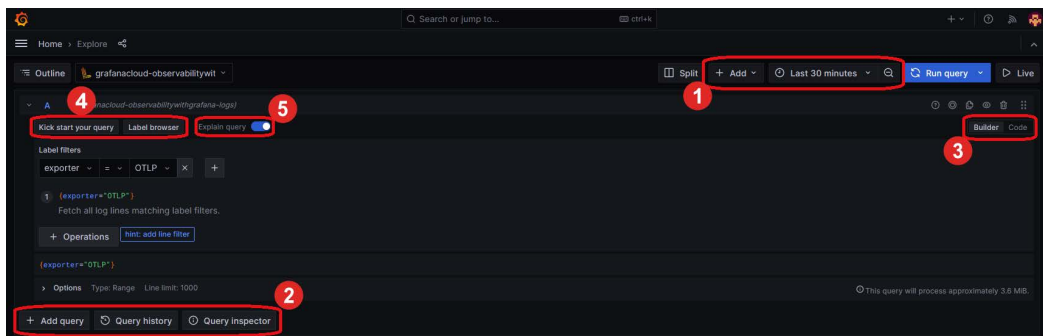 Search or jump to... ctrl+k
Home › Explore
Outline grafanacloud-observabilitywit Split + Add Last 30 minutes Run query Live
1
A nacloud-observabilitywithgrafana-logs)
4
5
Kick start your query Label browser Explain query Builder Code
3
Label filters
exporter = OTLP × +
1 {exporter="OTLP"}
Fetch all log lines matching label filters.
+ Operations hint: add line filter
{exporter="OTLP"}
› Options Type: Range Line limit: 1000 This query will process approximately 3.6 MiB.
2
+ Add query Query history Query inspector